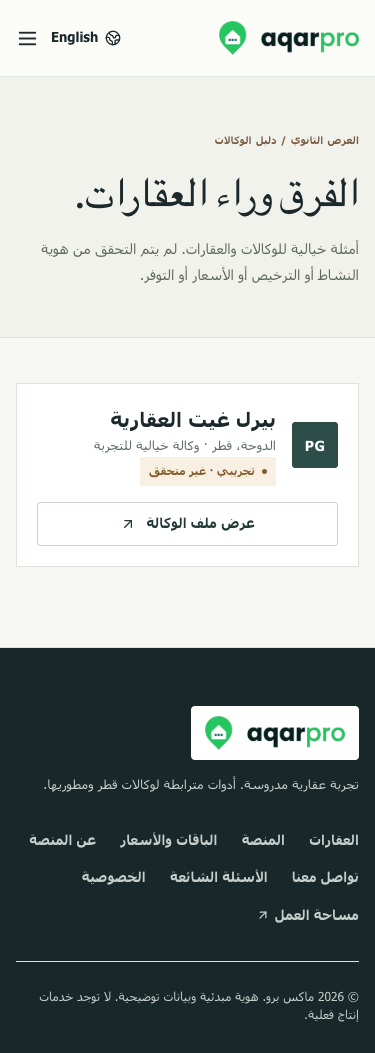 aqarpro
English
العرض الثانوي / دليل الوكالات
الفرق وراء العقارات.
أمثلة خيالية للوكالات والعقارات. لم يتم التحقق من هوية
النشاط أو الترخيص أو الأسعار أو التوفر.
PG
بيرل غيت العقارية
الدوحة، قطر · وكالة خيالية للتجربة
تجريبي · غير متحقق
عرض ملف الوكالة
aqarpro
تجربة عقارية مدروسة. أدوات مترابطة لوكالات قطر ومطوريها.
العقارات المنصة الباقات والأسعار عن المنصة
تواصل معنا الأسئلة الشائعة الخصوصية
مساحة العمل
© 2026 ماكس برو. هوية مبدئية وبيانات توضيحية. لا توجد خدمات
إنتاج فعلية.